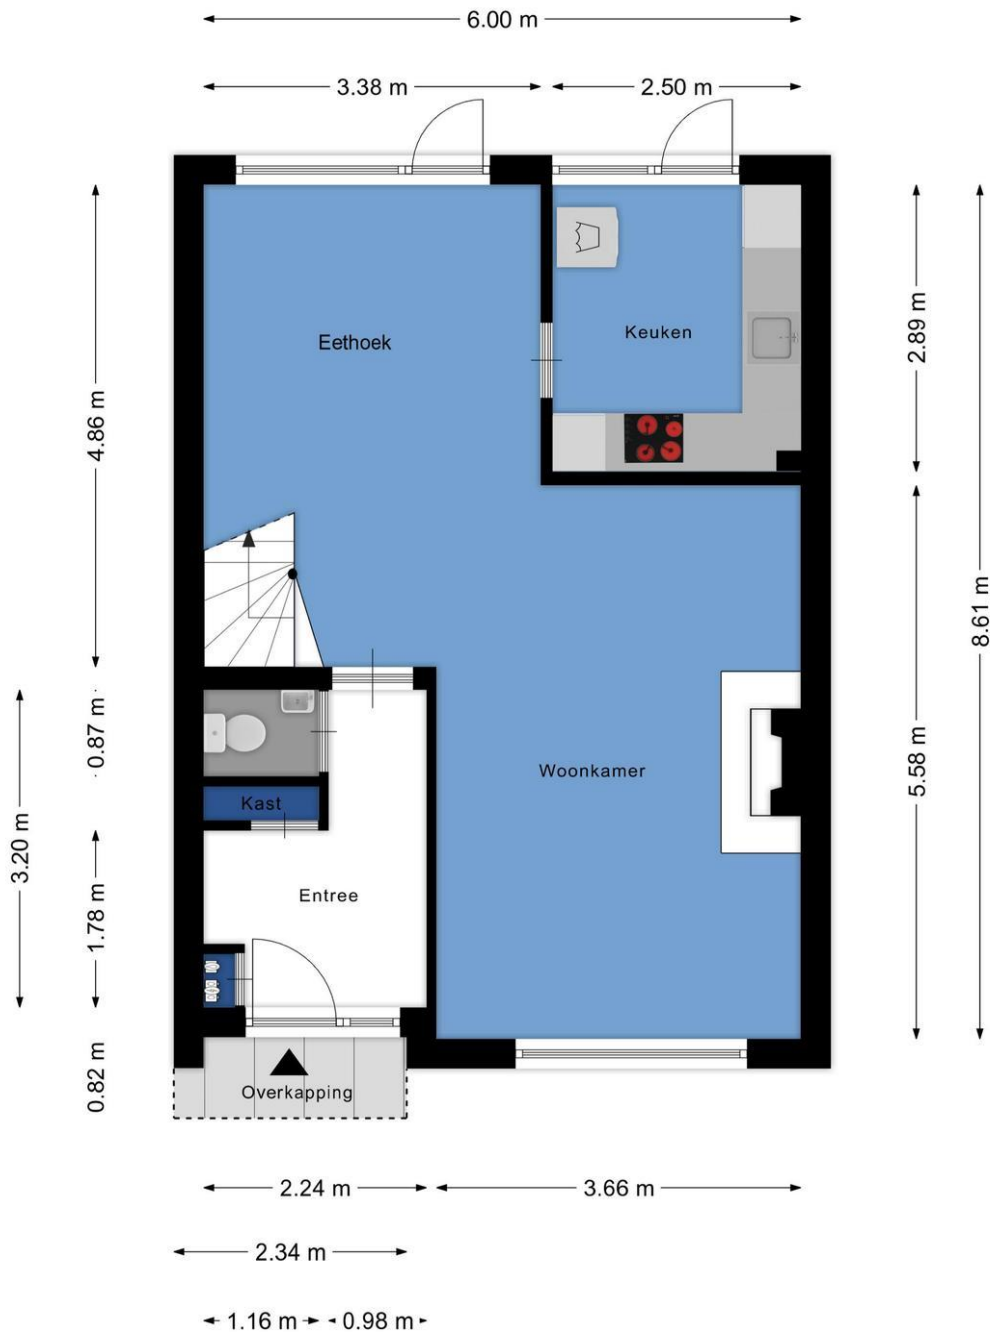 6.00 m
3.38 m
2.50 m
Eethoek
Keuken
2.89 m
4.86 m
8.61 m
0.87 m
Woonkamer
5.58 m
Kast
3.20 m
1.78 m
Entree
0.82 m
Overkapping
2.24 m
3.66 m
2.34 m
1.16 m
0.98 m